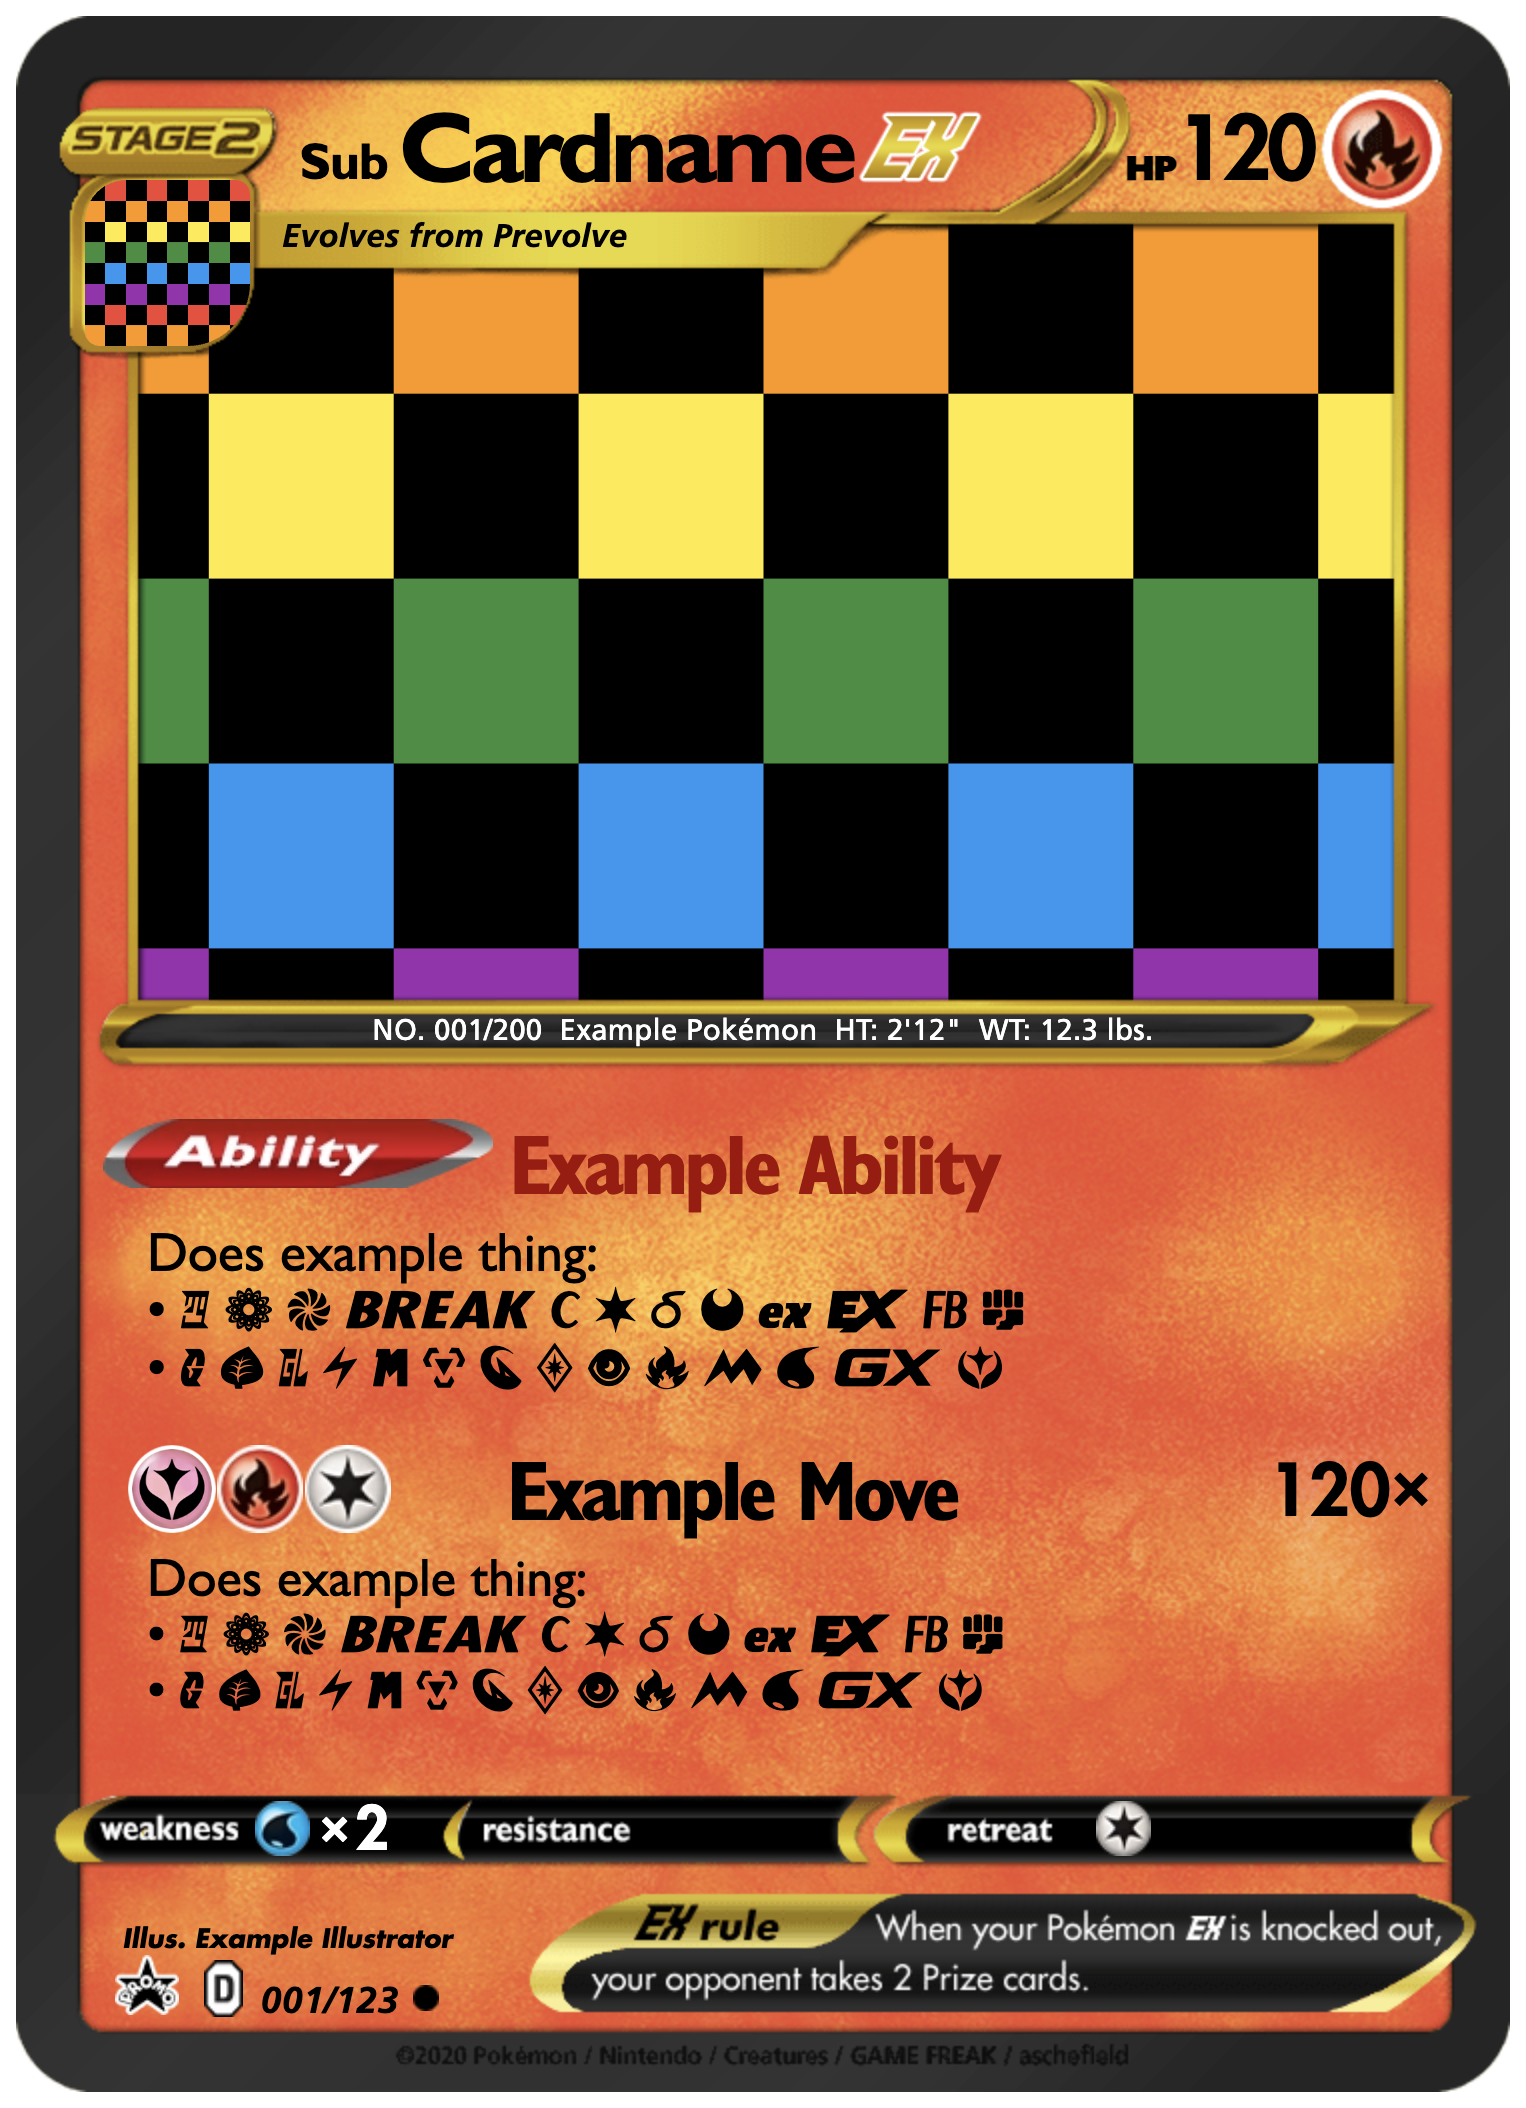 STAGE2
Sub Cardname EX HP 120
Evolves from Prevolve
NO. 001/200 Example Pokémon HT: 2'12" WT: 12.3 lbs.
Ability Example Ability
Does example thing:
• BREAK C δ ex EX FB
• G GL M GX
Example Move 120×
Does example thing:
• BREAK C δ ex EX FB
• G GL M GX
weakness ×2 resistance retreat
Illus. Example Illustrator
PROMO D 001/123 ●
EX rule When your Pokémon EX is knocked out,
your opponent takes 2 Prize cards.
©2020 Pokémon / Nintendo / Creatures / GAME FREAK / aschefield